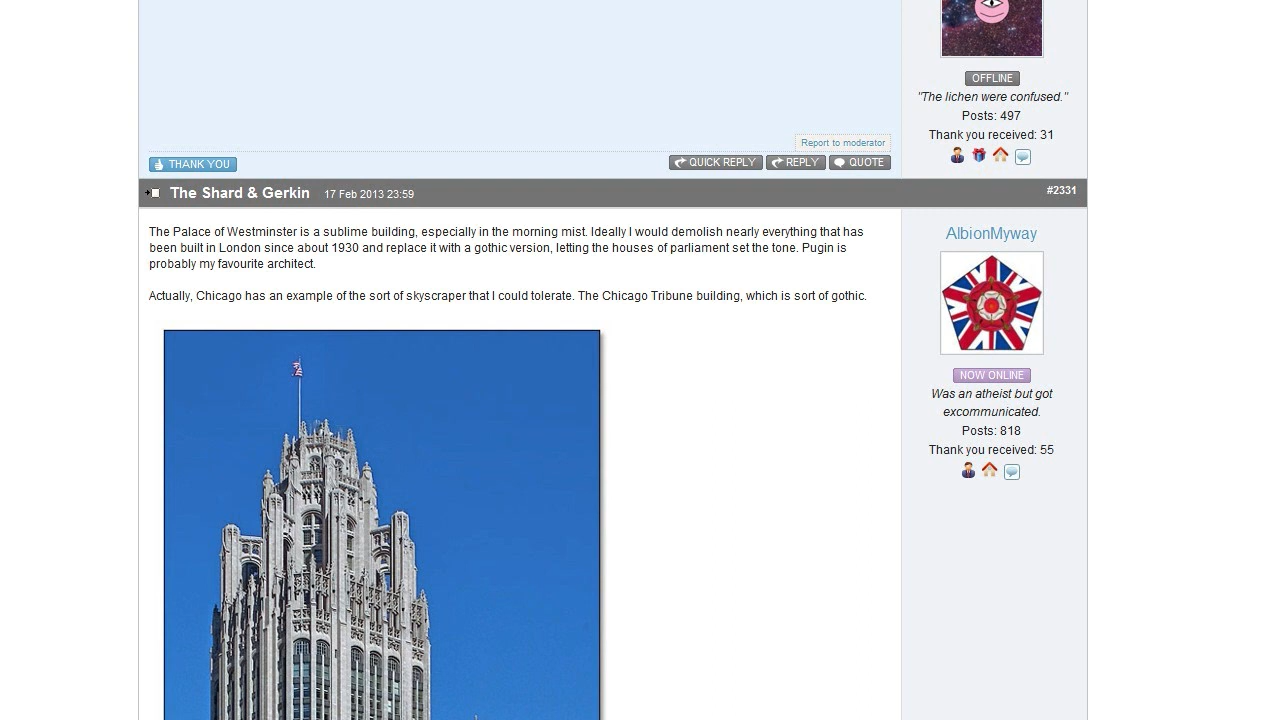 OFFLINE
"The lichen were confused."
Posts: 497
Thank you received: 31
Report to moderator
THANK YOU
QUICK REPLY
REPLY
QUOTE
The Shard & Gerkin
17 Feb 2013 23:59
#2331
The Palace of Westminster is a sublime building, especially in the morning mist. Ideally I would demolish nearly everything that has
been built in London since about 1930 and replace it with a gothic version, letting the houses of parliament set the tone. Pugin is
probably my favourite architect.
Actually, Chicago has an example of the sort of skyscraper that I could tolerate. The Chicago Tribune building, which is sort of gothic.
AlbionMyway
NOW ONLINE
Was an atheist but got
excommunicated.
Posts: 818
Thank you received: 55